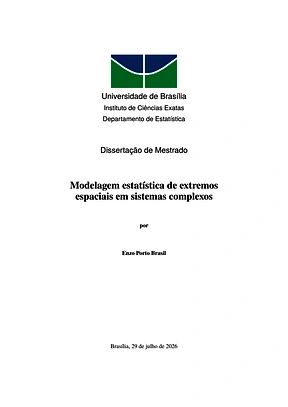 Universidade de Brasília
Instituto de Ciências Exatas
Departamento de Estatística
Dissertação de Mestrado
Modelagem estatística de extremos
espaciais em sistemas complexos
por
Enzo Porto Brasil
Brasília, 29 de julho de 2026